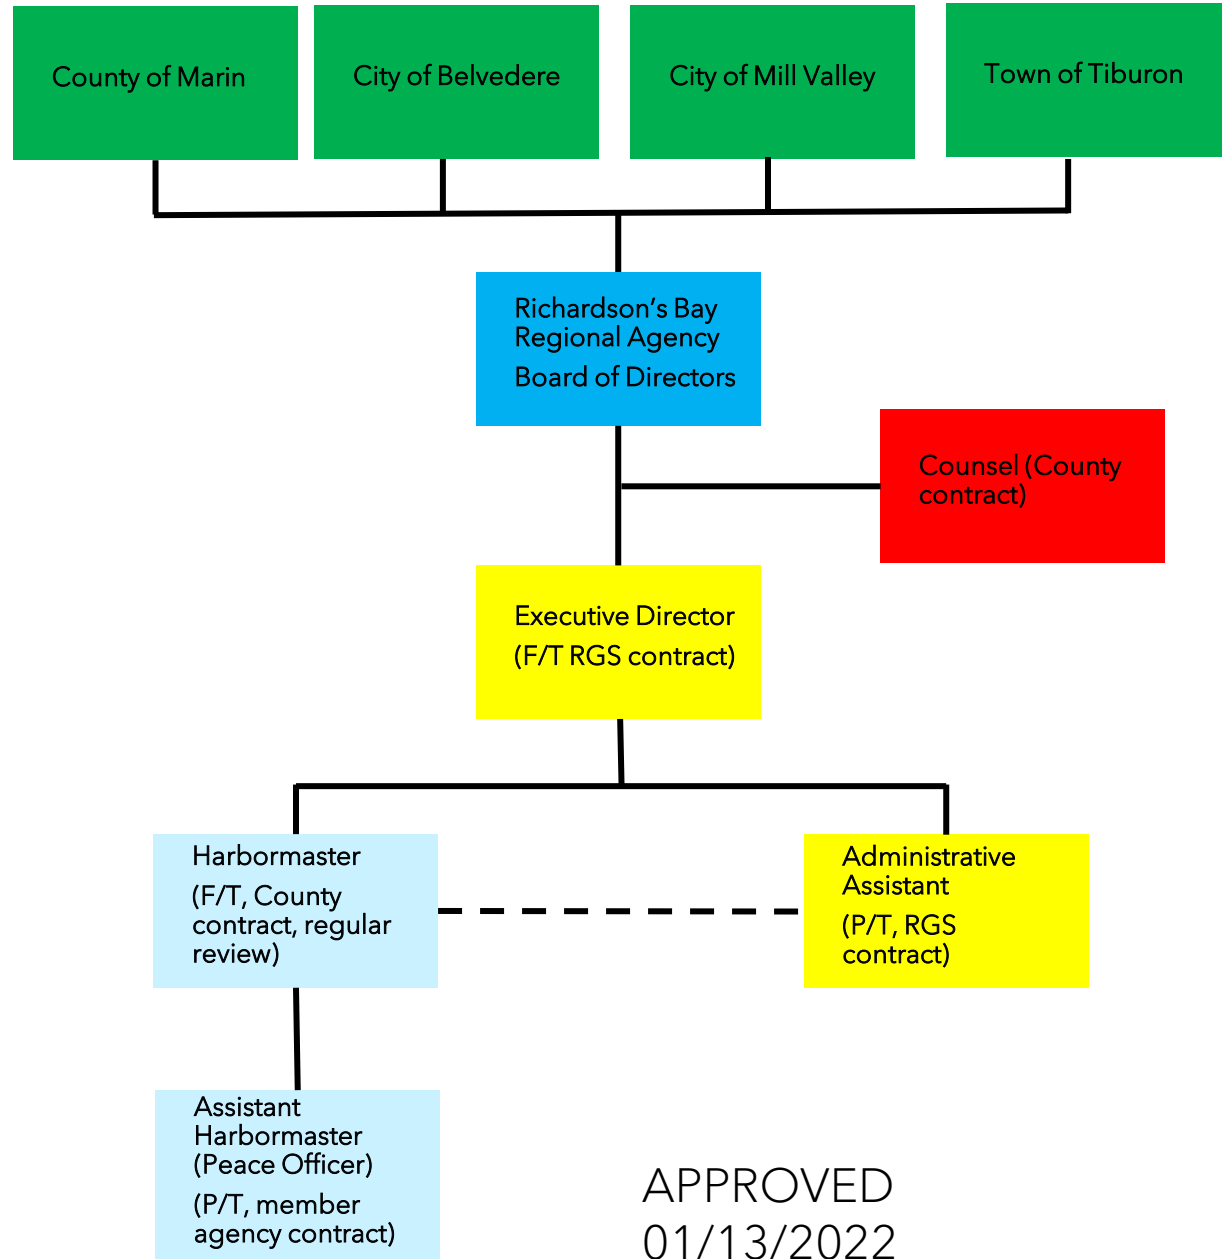 County of Marin
City of Belvedere
City of Mill Valley
Town of Tiburon
Richardson’s Bay
Regional Agency
Board of Directors
Counsel (County
contract)
Executive Director
(F/T RGS contract)
Harbormaster
(F/T, County
contract, regular
review)
Administrative
Assistant
(P/T, RGS
contract)
Assistant
Harbormaster
(Peace Officer)
(P/T, member
agency contract)
APPROVED
01/13/2022